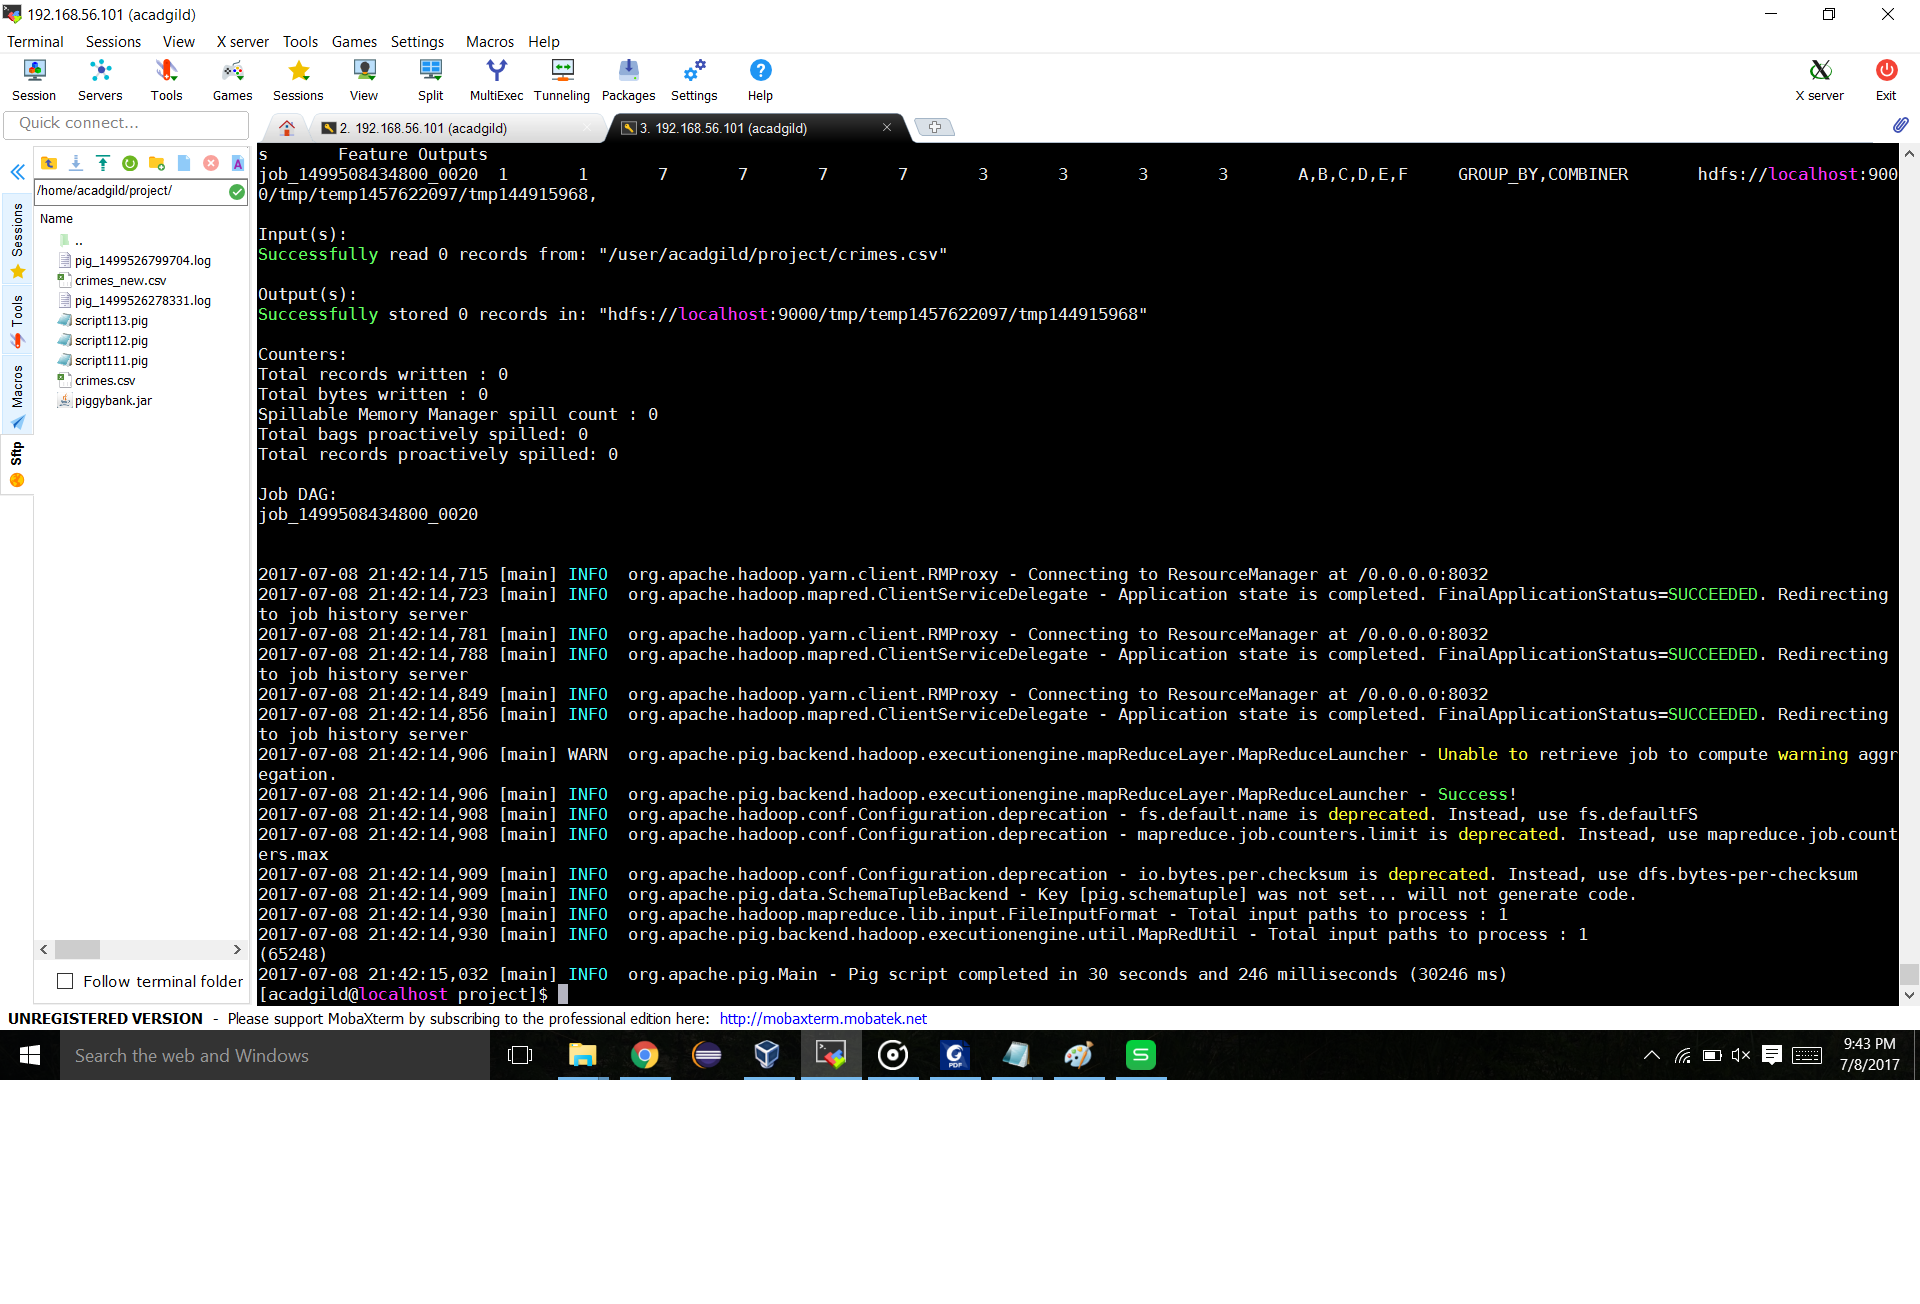 192.168.56.101 (acadgild)
Terminal Sessions View X server Tools Games Settings Macros Help
Session Servers Tools Games Sessions View Split MultiExec Tunneling Packages Settings Help X server Exit
Quick connect...
2. 192.168.56.101 (acadgild)
3. 192.168.56.101 (acadgild)
/home/acadgild/project/
Name
..
pig_1499526799704.log
crimes_new.csv
pig_1499526278331.log
script113.pig
script112.pig
script111.pig
crimes.csv
piggybank.jar
Sessions
Tools
Macros
Sftp
Follow terminal folder
s Feature Outputs
job_1499508434800_0020 1 1 7 7 7 7 3 3 3 3 A,B,C,D,E,F GROUP_BY,COMBINER hdfs://localhost:900
0/tmp/temp1457622097/tmp144915968,
Input(s):
Successfully read 0 records from: "/user/acadgild/project/crimes.csv"
Output(s):
Successfully stored 0 records in: "hdfs://localhost:9000/tmp/temp1457622097/tmp144915968"
Counters:
Total records written : 0
Total bytes written : 0
Spillable Memory Manager spill count : 0
Total bags proactively spilled: 0
Total records proactively spilled: 0
Job DAG:
job_1499508434800_0020
2017-07-08 21:42:14,715 [main] INFO org.apache.hadoop.yarn.client.RMProxy - Connecting to ResourceManager at /0.0.0.0:8032
2017-07-08 21:42:14,723 [main] INFO org.apache.hadoop.mapred.ClientServiceDelegate - Application state is completed. FinalApplicationStatus=SUCCEEDED. Redirecting
to job history server
2017-07-08 21:42:14,781 [main] INFO org.apache.hadoop.yarn.client.RMProxy - Connecting to ResourceManager at /0.0.0.0:8032
2017-07-08 21:42:14,788 [main] INFO org.apache.hadoop.mapred.ClientServiceDelegate - Application state is completed. FinalApplicationStatus=SUCCEEDED. Redirecting
to job history server
2017-07-08 21:42:14,849 [main] INFO org.apache.hadoop.yarn.client.RMProxy - Connecting to ResourceManager at /0.0.0.0:8032
2017-07-08 21:42:14,856 [main] INFO org.apache.hadoop.mapred.ClientServiceDelegate - Application state is completed. FinalApplicationStatus=SUCCEEDED. Redirecting
to job history server
2017-07-08 21:42:14,906 [main] WARN org.apache.pig.backend.hadoop.executionengine.mapReduceLayer.MapReduceLauncher - Unable to retrieve job to compute warning aggr
egation.
2017-07-08 21:42:14,906 [main] INFO org.apache.pig.backend.hadoop.executionengine.mapReduceLayer.MapReduceLauncher - Success!
2017-07-08 21:42:14,908 [main] INFO org.apache.hadoop.conf.Configuration.deprecation - fs.default.name is deprecated. Instead, use fs.defaultFS
2017-07-08 21:42:14,908 [main] INFO org.apache.hadoop.conf.Configuration.deprecation - mapreduce.job.counters.limit is deprecated. Instead, use mapreduce.job.count
ers.max
2017-07-08 21:42:14,909 [main] INFO org.apache.hadoop.conf.Configuration.deprecation - io.bytes.per.checksum is deprecated. Instead, use dfs.bytes-per-checksum
2017-07-08 21:42:14,909 [main] INFO org.apache.pig.data.SchemaTupleBackend - Key [pig.schematuple] was not set... will not generate code.
2017-07-08 21:42:14,930 [main] INFO org.apache.hadoop.mapreduce.lib.input.FileInputFormat - Total input paths to process : 1
2017-07-08 21:42:14,930 [main] INFO org.apache.pig.backend.hadoop.executionengine.util.MapRedUtil - Total input paths to process : 1
(65248)
2017-07-08 21:42:15,032 [main] INFO org.apache.pig.Main - Pig script completed in 30 seconds and 246 milliseconds (30246 ms)
[acadgild@localhost project]$
UNREGISTERED VERSION - Please support MobaXterm by subscribing to the professional edition here: http://mobaxterm.mobatek.net
Search the web and Windows
PDF
S
9:43 PM
7/8/2017